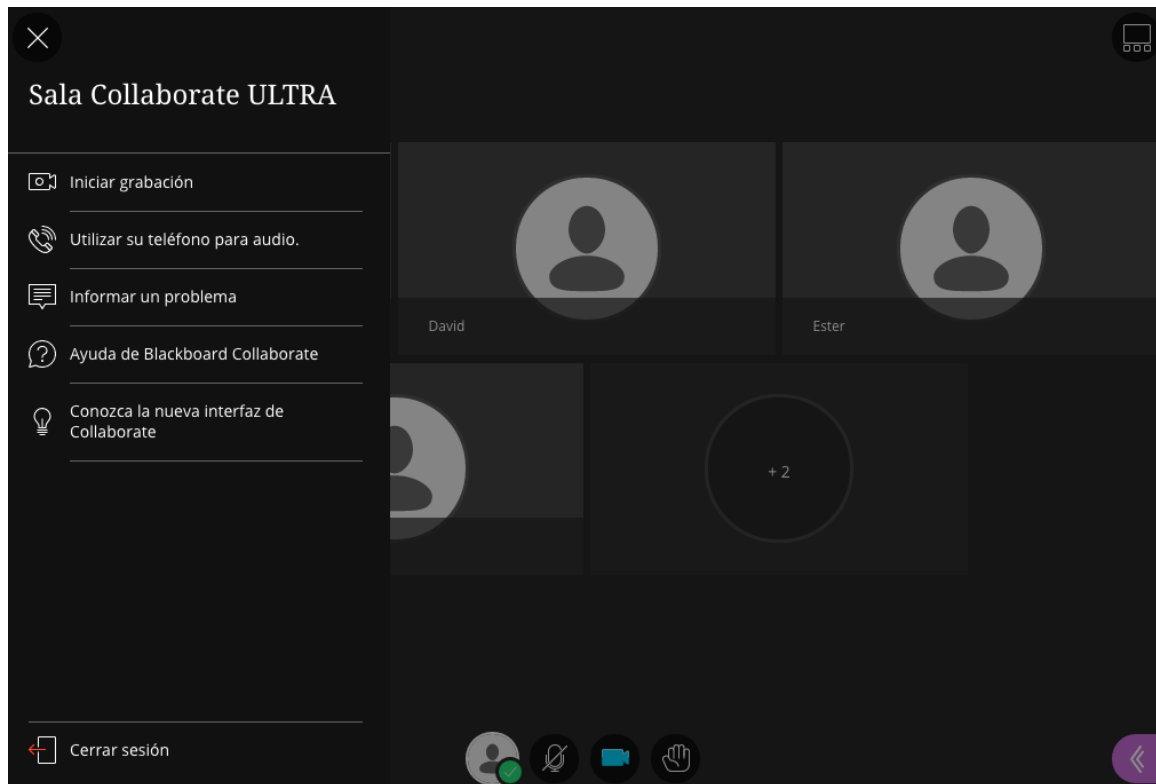 Sala Collaborate ULTRA
Iniciar grabación
Utilizar su teléfono para audio.
Informar un problema
Ayuda de Blackboard Collaborate
Conozca la nueva interfaz de
Collaborate
Cerrar sesión
David
Ester
+ 2